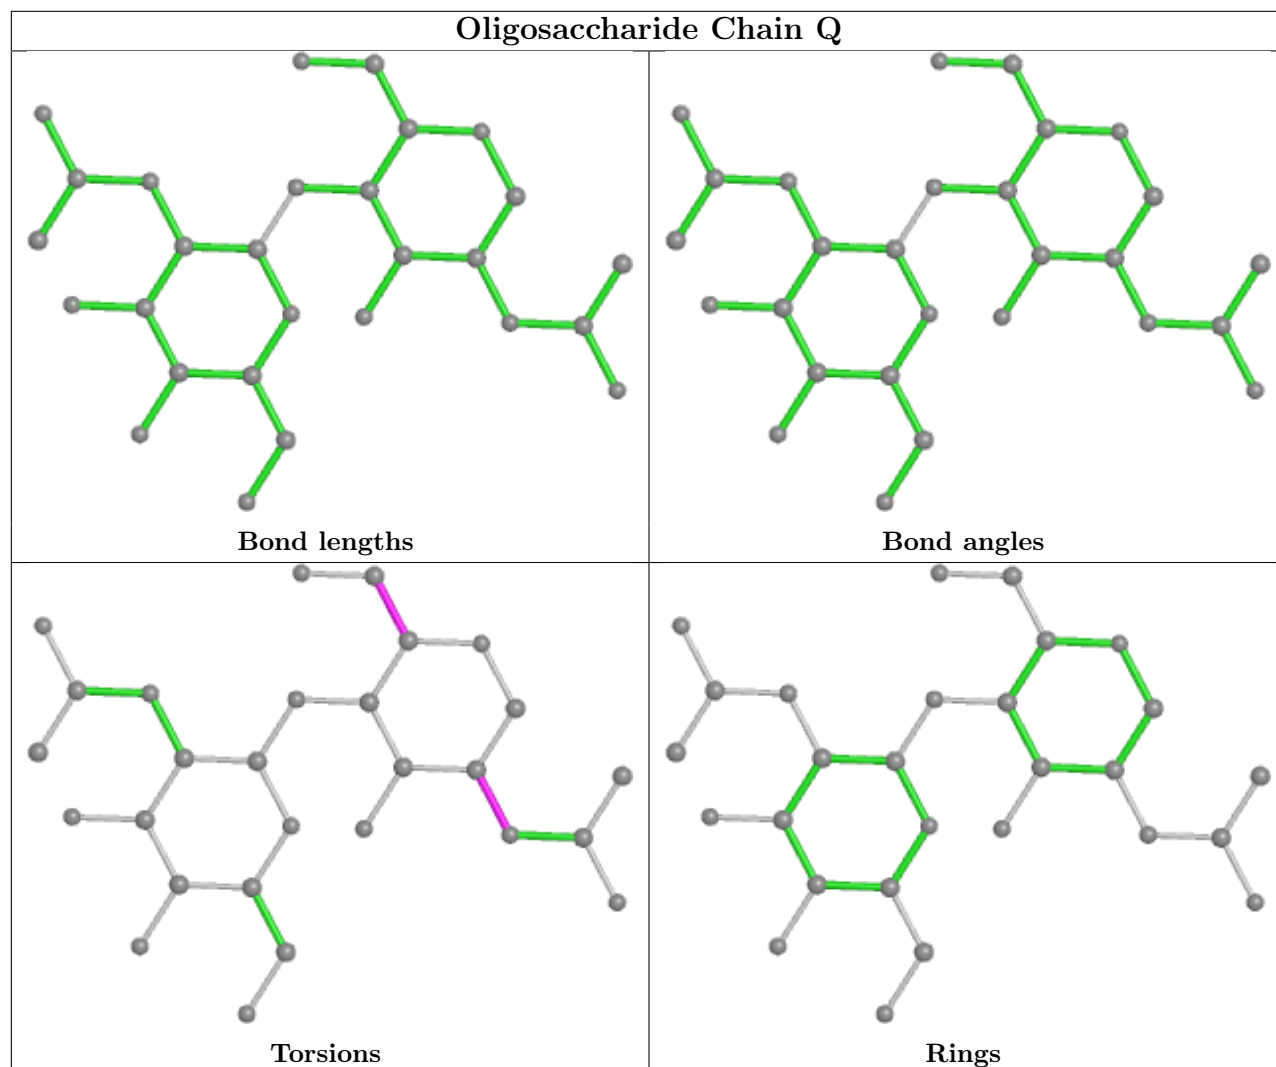 Oligosaccharide Chain Q
Bond lengths
Bond angles
Torsions
Rings